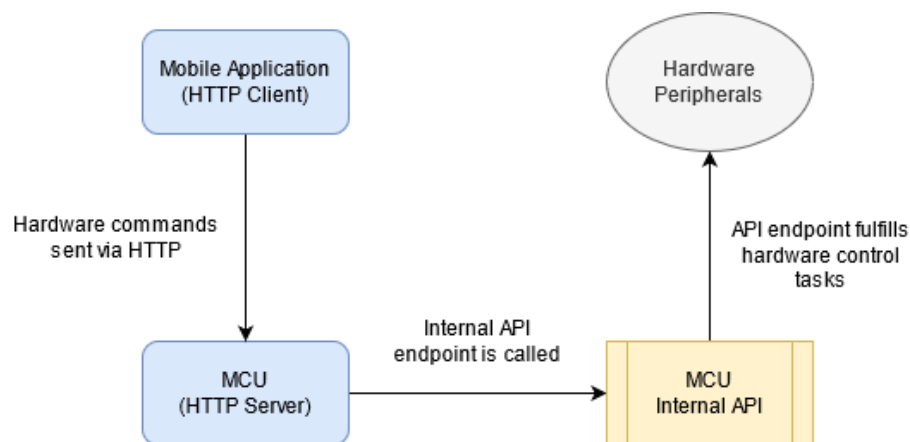 Mobile Application
(HTTP Client)
Hardware
Peripherals
Hardware commands
sent via HTTP
API endpoint fulfills
hardware control
tasks
Internal API
endpoint is called
MCU
(HTTP Server)
MCU
Internal API